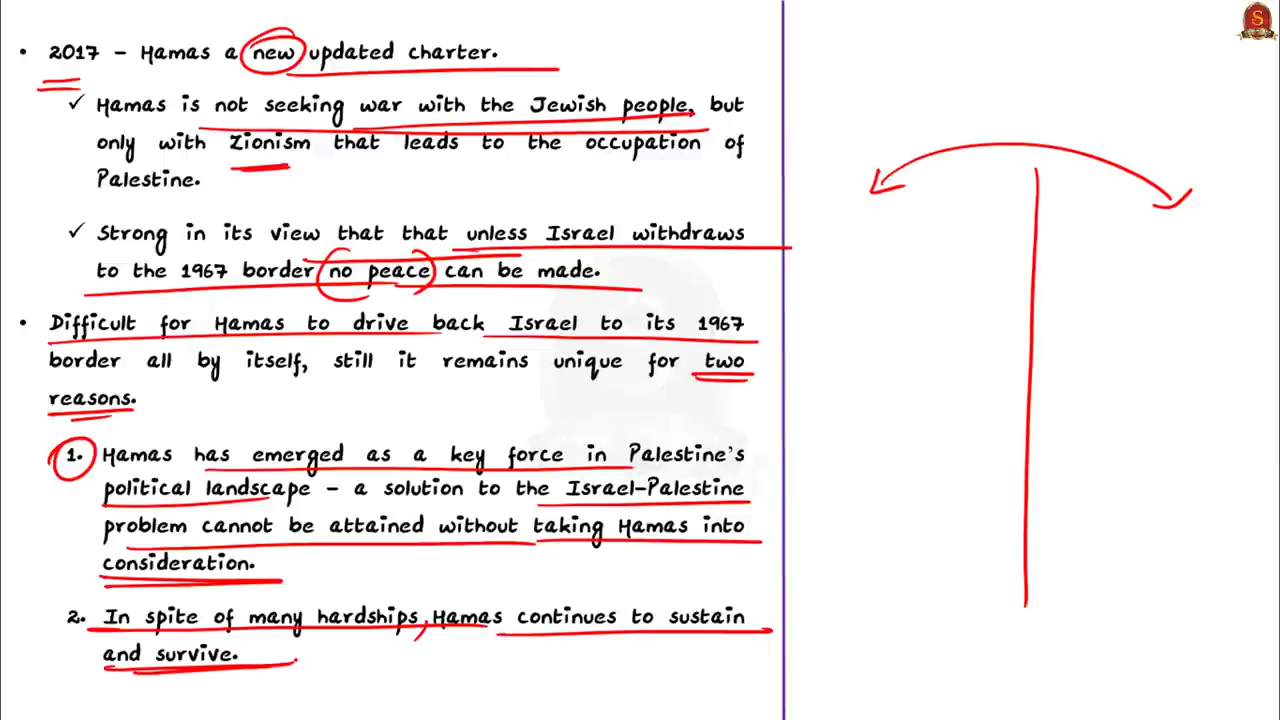 • 2017 – Hamas a new updated charter.
✓ Hamas is not seeking war with the Jewish people, but
only with Zionism that leads to the occupation of
Palestine.
✓ Strong in its view that that unless Israel withdraws
to the 1967 border no peace can be made.
• Difficult for Hamas to drive back Israel to its 1967
border all by itself, still it remains unique for two
reasons.
1. Hamas has emerged as a key force in Palestine's
political landscape – a solution to the Israel-Palestine
problem cannot be attained without taking Hamas into
consideration.
2. In spite of many hardships, Hamas continues to sustain
and survive.
S